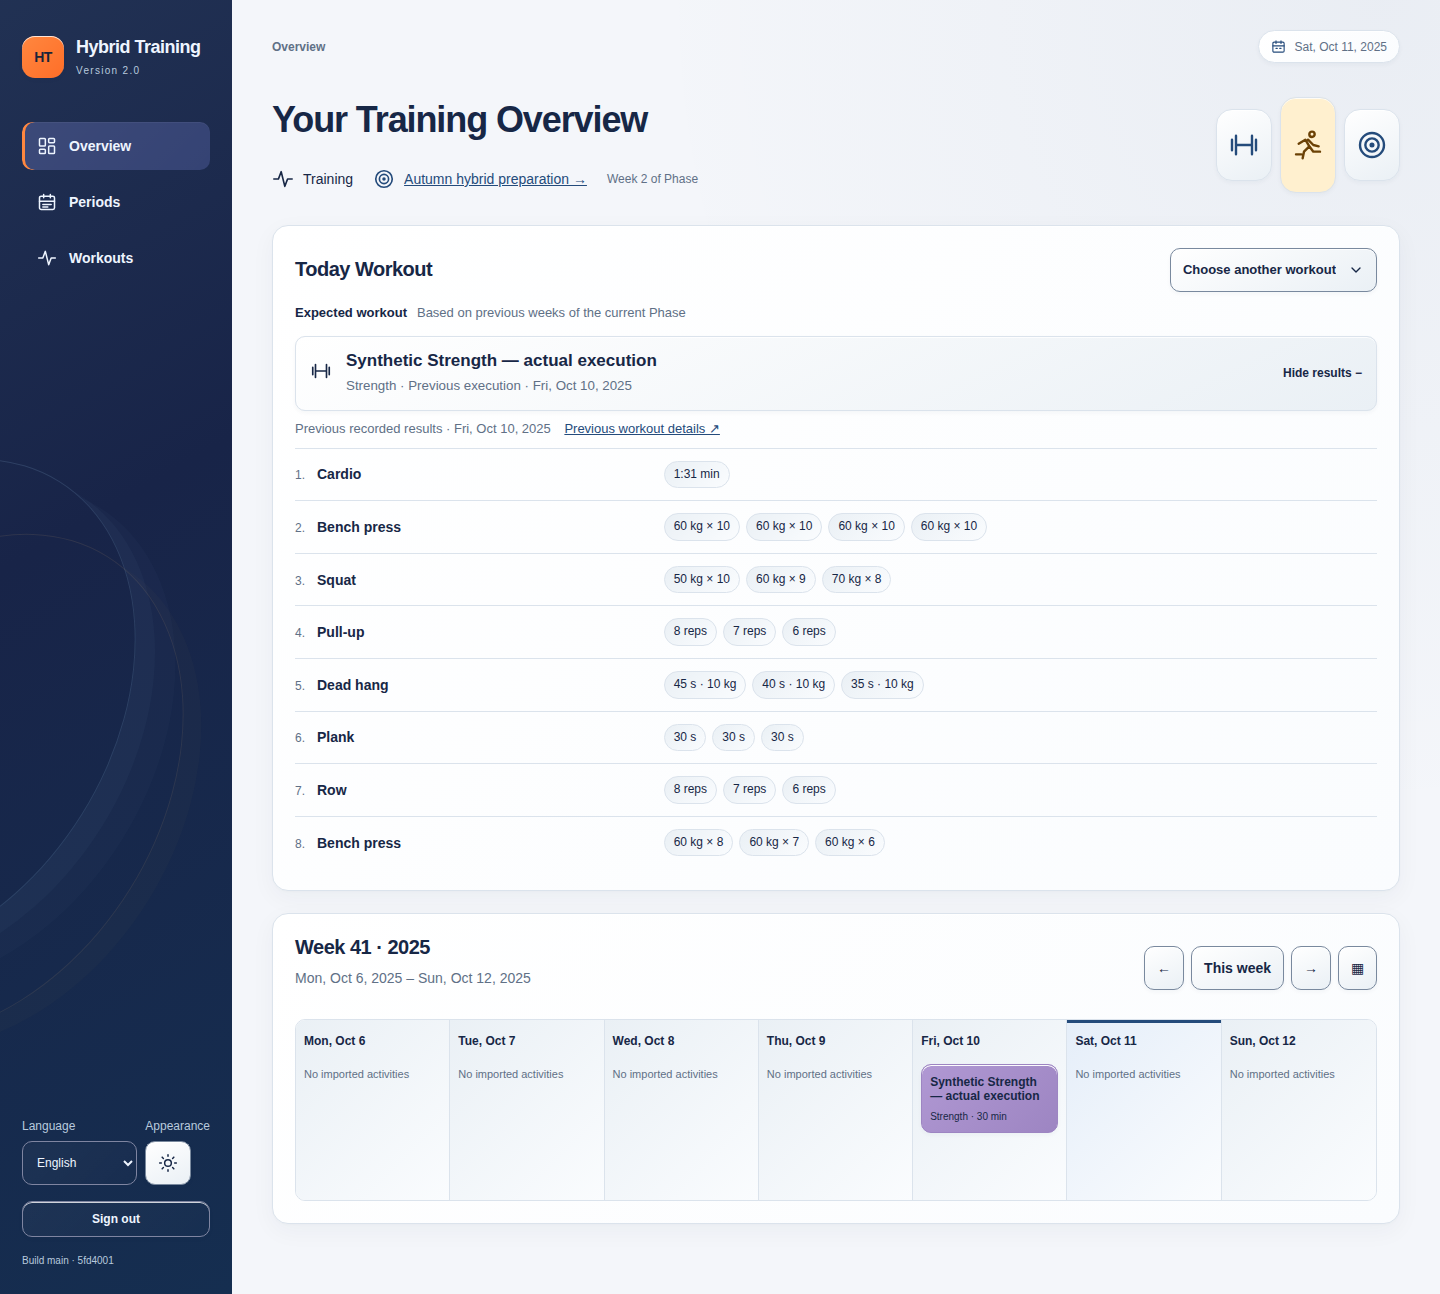 HT
Hybrid Training
Version 2.0
Overview
Periods
Workouts
Language
Appearance
English
Sign out
Build main · 5fd4001
Overview
Sat, Oct 11, 2025
Your Training Overview
Training
Autumn hybrid preparation →
Week 2 of Phase
Today Workout
Choose another workout
Expected workout Based on previous weeks of the current Phase
Synthetic Strength — actual execution
Strength · Previous execution · Fri, Oct 10, 2025
Hide results −
Previous recorded results · Fri, Oct 10, 2025 Previous workout details ↗
1. Cardio 1:31 min
2. Bench press 60 kg × 10 60 kg × 10 60 kg × 10 60 kg × 10
3. Squat 50 kg × 10 60 kg × 9 70 kg × 8
4. Pull-up 8 reps 7 reps 6 reps
5. Dead hang 45 s · 10 kg 40 s · 10 kg 35 s · 10 kg
6. Plank 30 s 30 s 30 s
7. Row 8 reps 7 reps 6 reps
8. Bench press 60 kg × 8 60 kg × 7 60 kg × 6
Week 41 · 2025
Mon, Oct 6, 2025 – Sun, Oct 12, 2025
← This week →
Mon, Oct 6
No imported activities
Tue, Oct 7
No imported activities
Wed, Oct 8
No imported activities
Thu, Oct 9
No imported activities
Fri, Oct 10
Synthetic Strength
— actual execution
Strength · 30 min
Sat, Oct 11
No imported activities
Sun, Oct 12
No imported activities